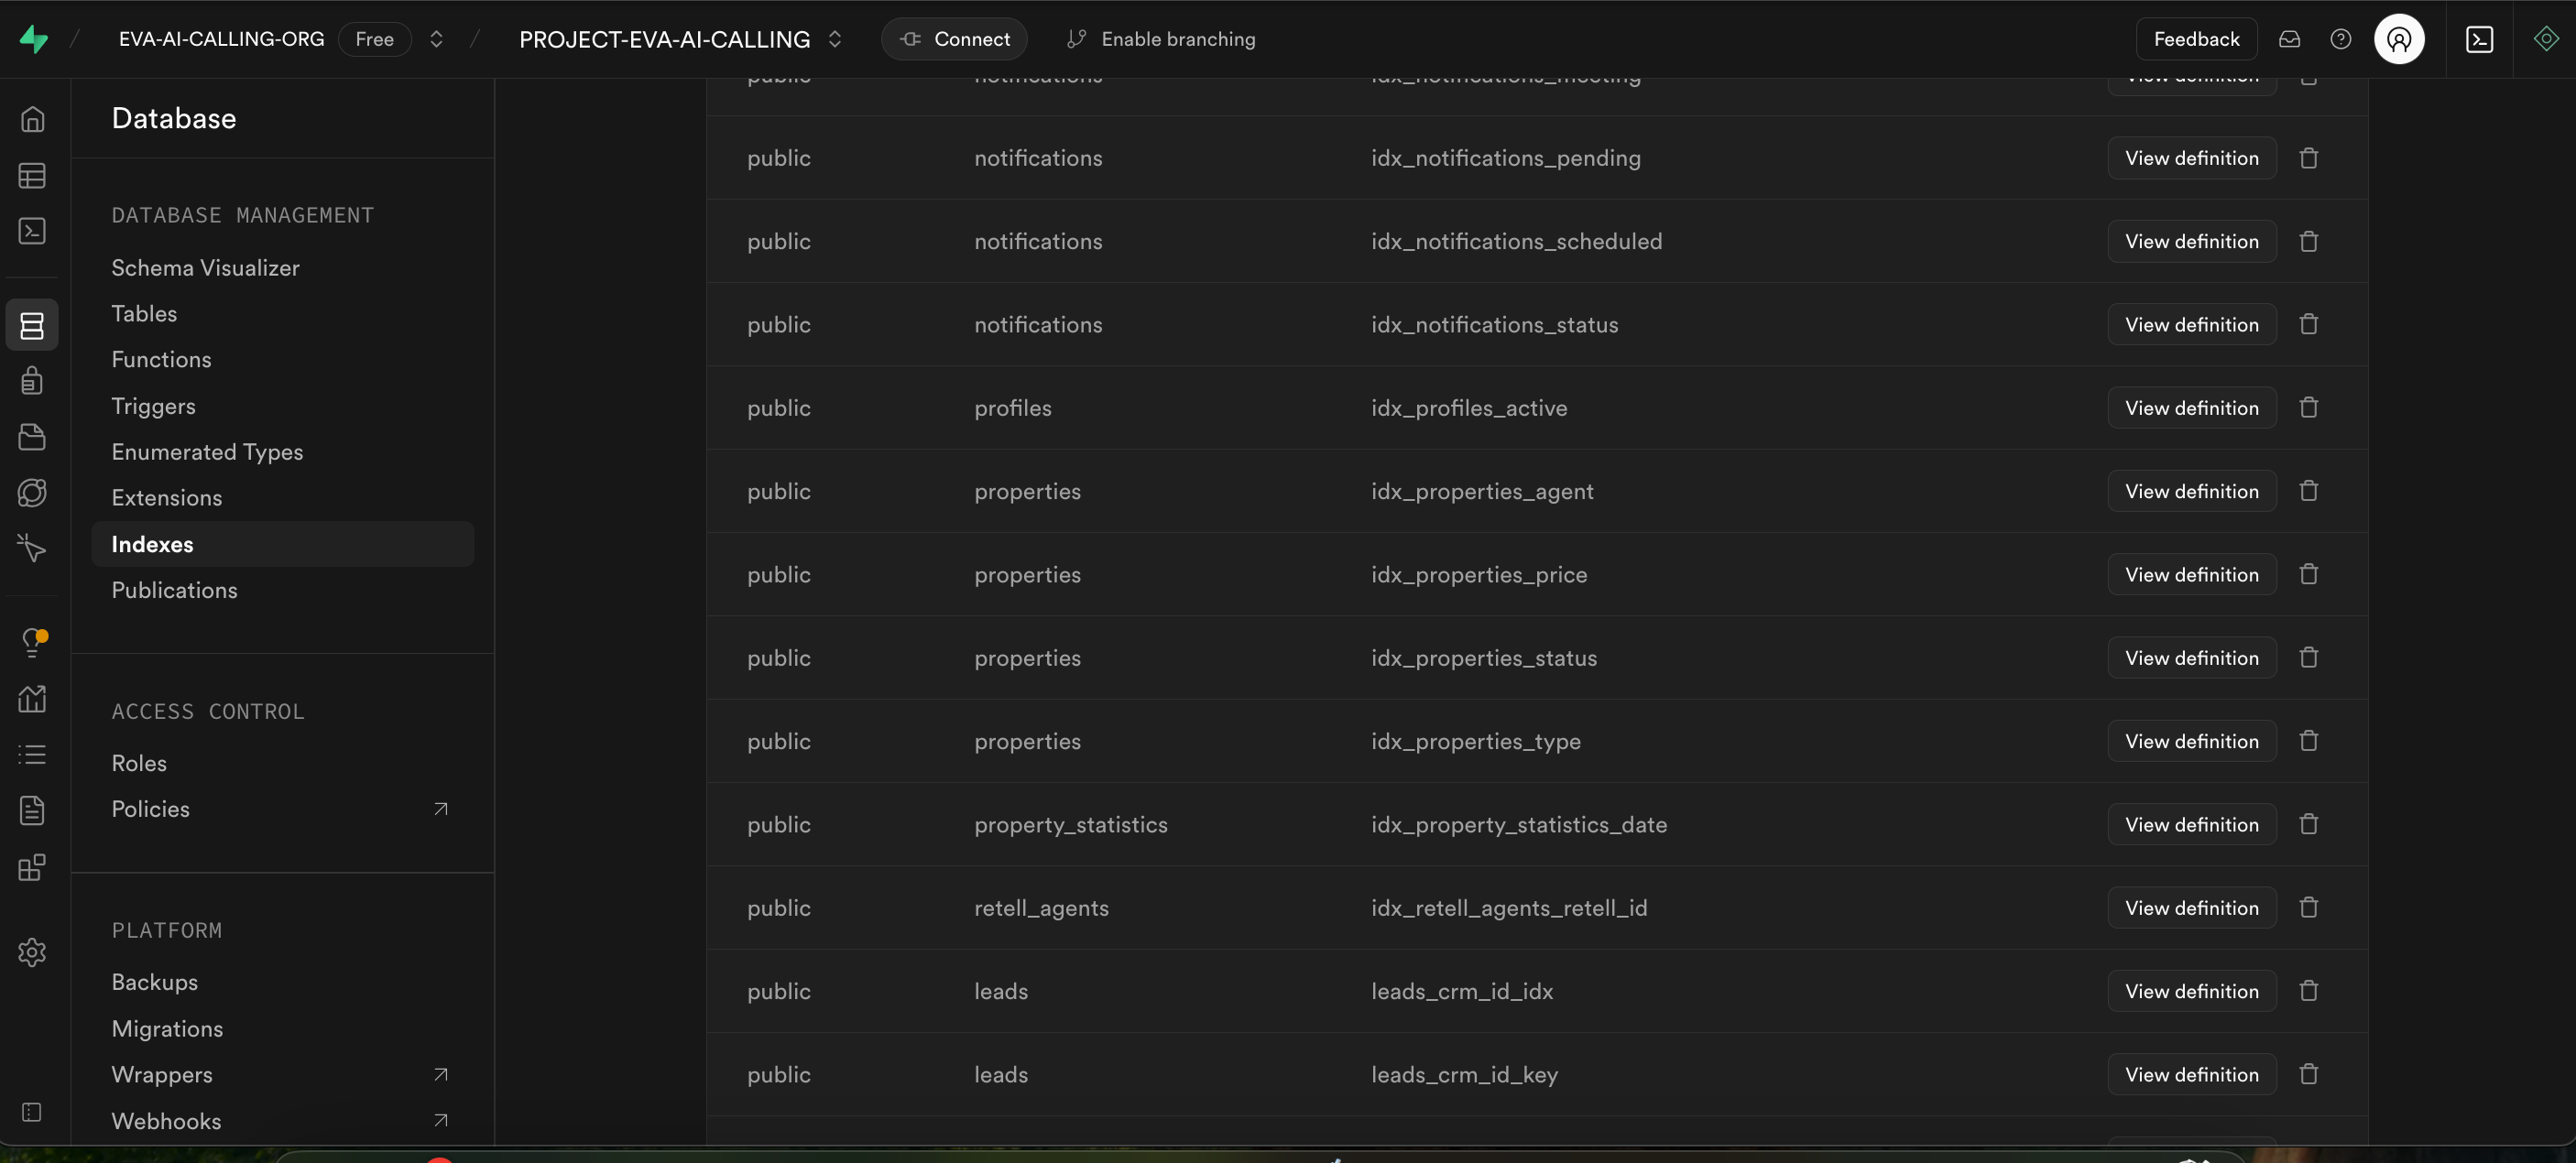 EVA-AI-CALLING-ORG Free PROJECT-EVA-AI-CALLING Connect Enable branching Feedback
Database
DATABASE MANAGEMENT
Schema Visualizer
Tables
Functions
Triggers
Enumerated Types
Extensions
Indexes
Publications
ACCESS CONTROL
Roles
Policies
PLATFORM
Backups
Migrations
Wrappers
Webhooks
public notifications idx_notifications_meeting View definition
public notifications idx_notifications_pending View definition
public notifications idx_notifications_scheduled View definition
public notifications idx_notifications_status View definition
public profiles idx_profiles_active View definition
public properties idx_properties_agent View definition
public properties idx_properties_price View definition
public properties idx_properties_status View definition
public properties idx_properties_type View definition
public property_statistics idx_property_statistics_date View definition
public retell_agents idx_retell_agents_retell_id View definition
public leads leads_crm_id_idx View definition
public leads leads_crm_id_key View definition